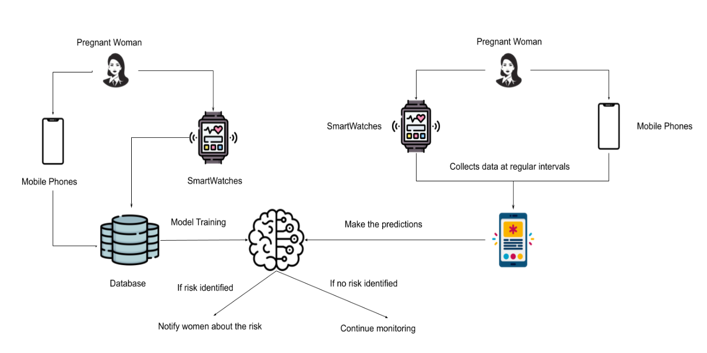 Pregnant Woman
Pregnant Woman
SmartWatches
Mobile Phones
Collects data at regular intervals
Mobile Phones
SmartWatches
Model Training
Make the predictions
Database
If risk identified
If no risk identified
Notify women about the risk
Continue monitoring